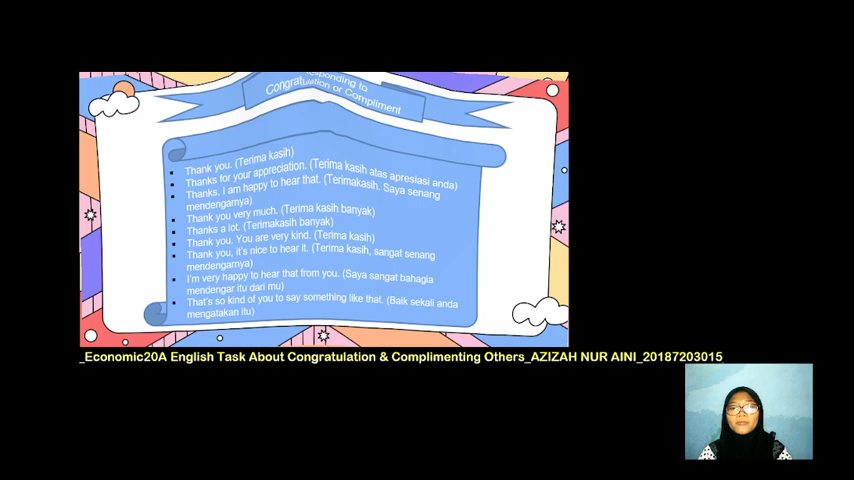 Responding to
Congratulation or Compliment
▪ Thank you. (Terima kasih)
▪ Thanks for your appreciation. (Terima kasih atas apresiasi anda)
▪ Thanks. I am happy to hear that. (Terimakasih. Saya senang
mendengarnya)
▪ Thank you very much. (Terima kasih banyak)
▪ Thanks a lot. (Terimakasih banyak)
▪ Thank you. You are very kind. (Terima kasih)
▪ Thank you, It's nice to hear it. (Terima kasih, sangat senang
mendengarnya)
▪ I'm very happy to hear that from you. (Saya sangat bahagia
mendengar itu dari mu)
▪ That's so kind of you to say something like that. (Baik sekali anda
mengatakan itu)
_Economic20A English Task About Congratulation & Complimenting Others_AZIZAH NUR AINI_20187203015